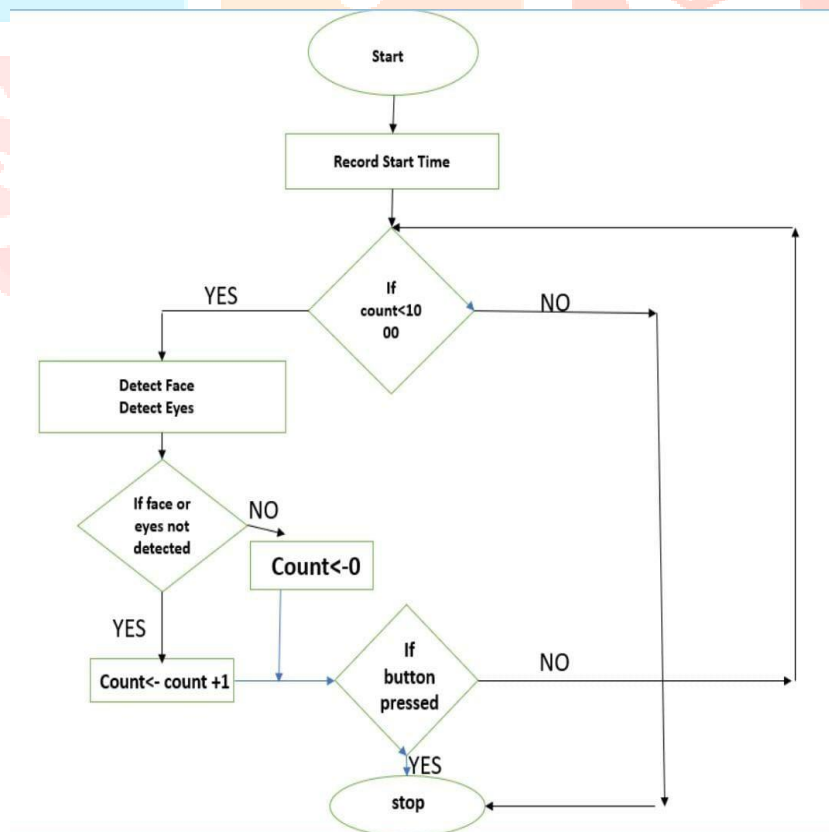 Start
Record Start Time
If
count<10
00
YES
NO
Detect Face
Detect Eyes
If face or
eyes not
detected
NO
Count<-0
YES
Count<- count +1
If
button
pressed
NO
YES
stop